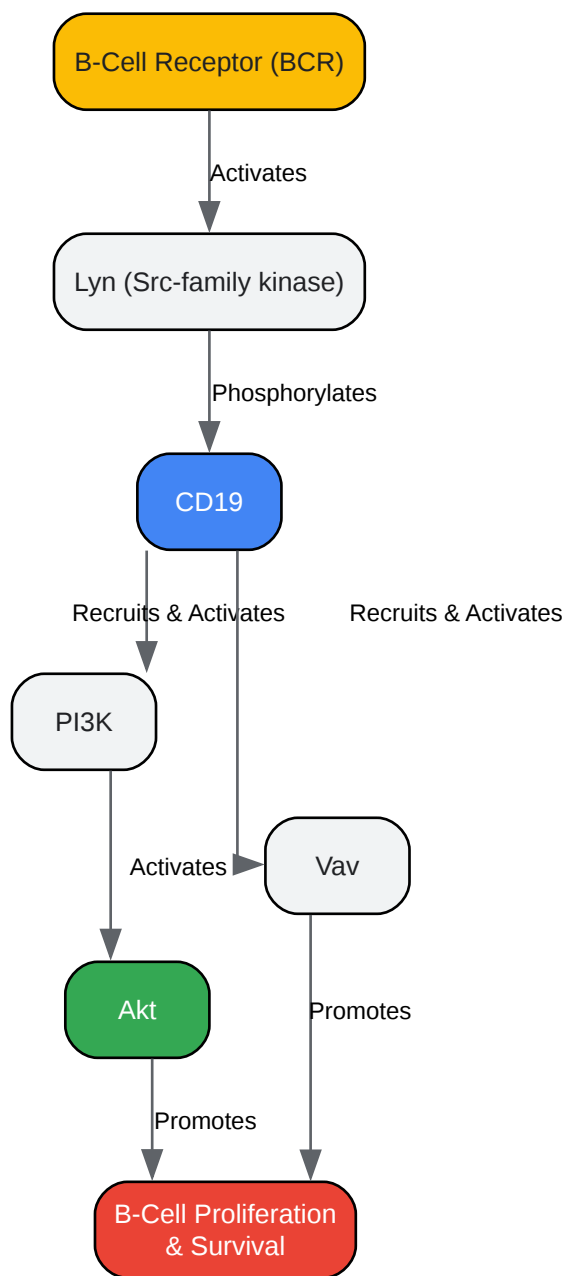 B-Cell Receptor (BCR)
Activates
Lyn (Src-family kinase)
Phosphorylates
CD19
Recruits & Activates
Recruits & Activates
PI3K
Activates
Vav
Akt
Promotes
Promotes
B-Cell Proliferation
& Survival